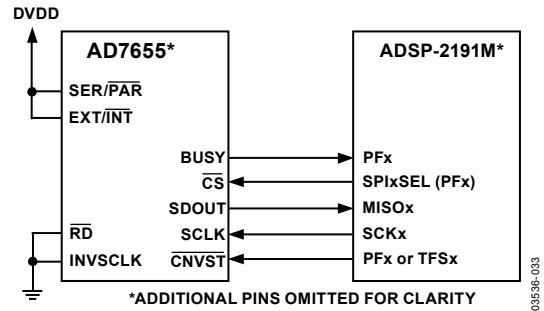 DVDD
AD7655*
ADSP-2191M*
SER/PAR
EXT/INT
BUSY
PFx
CS
SPIxSEL (PFx)
SDOUT
MISOx
RD
SCLK
SCKx
INVSCLK
CNVST
PFx or TFSx
*ADDITIONAL PINS OMITTED FOR CLARITY
03536-033